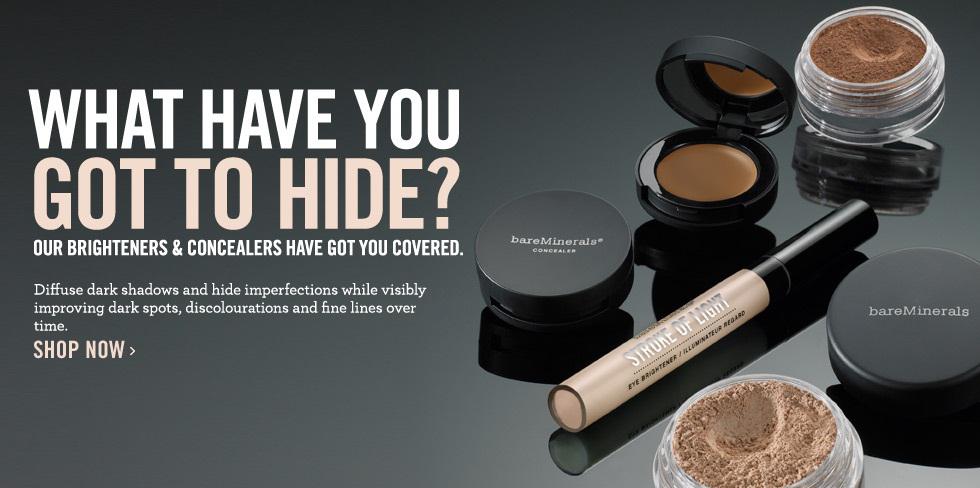 WHAT HAVE YOU
GOT TO HIDE?
OUR BRIGHTENERS & CONCEALERS HAVE GOT YOU COVERED.
Diffuse dark shadows and hide imperfections while visibly
improving dark spots, discolourations and fine lines over
time.
SHOP NOW ›
bareMinerals®
CONCEALER
STROKE OF LIGHT
EYE BRIGHTENER / ILLUMINATEUR REGARD
bareMinerals